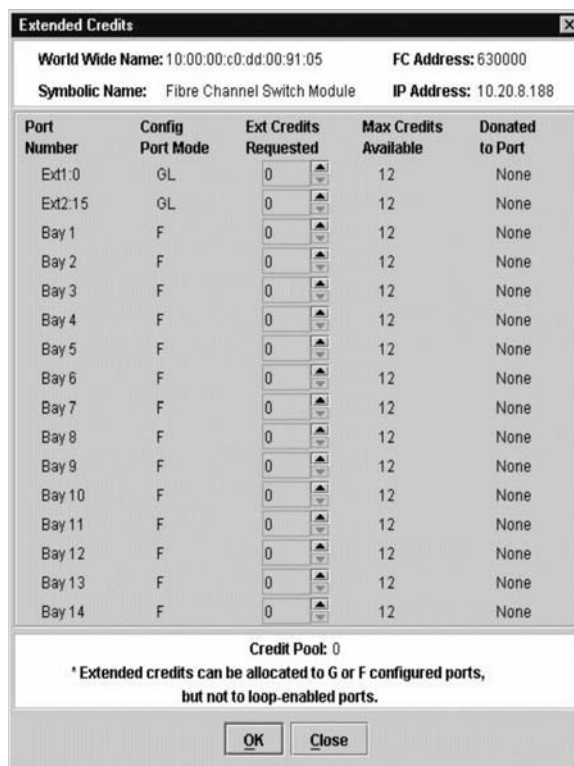 Extended Credits
World Wide Name: 10:00:00:c0:dd:00:91:05 FC Address: 630000
Symbolic Name: Fibre Channel Switch Module IP Address: 10.20.8.188
Port Config Ext Credits Max Credits Donated
Number Port Mode Requested Available to Port
Ext1:0 GL 0 12 None
Ext2:15 GL 0 12 None
Bay 1 F 0 12 None
Bay 2 F 0 12 None
Bay 3 F 0 12 None
Bay 4 F 0 12 None
Bay 5 F 0 12 None
Bay 6 F 0 12 None
Bay 7 F 0 12 None
Bay 8 F 0 12 None
Bay 9 F 0 12 None
Bay 10 F 0 12 None
Bay 11 F 0 12 None
Bay 12 F 0 12 None
Bay 13 F 0 12 None
Bay 14 F 0 12 None
Credit Pool: 0
* Extended credits can be allocated to G or F configured ports,
but not to loop-enabled ports.
OK Close